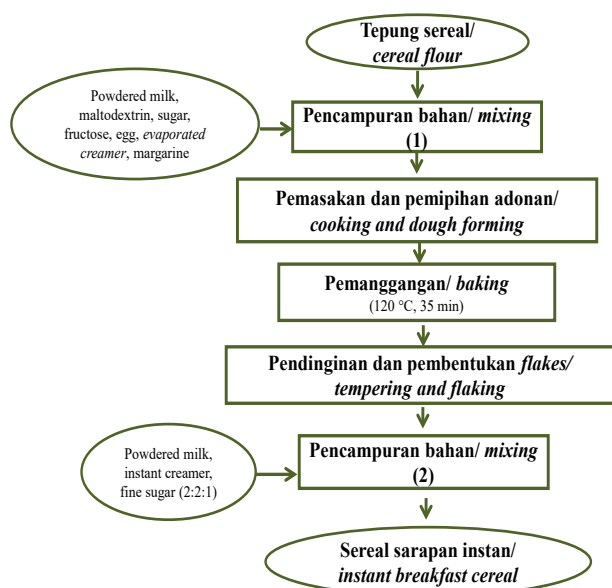 Tepung sereal/
cereal flour
Powdered milk,
maltodextrin, sugar,
fructose, egg, evaporated
creamer, margarine
Pencampuran bahan/ mixing
(1)
Pemasakan dan pemipihan adonan/
cooking and dough forming
Pemanggangan/ baking
(120 °C, 35 min)
Pendinginan dan pembentukan flakes/
tempering and flaking
Powdered milk,
instant creamer,
fine sugar (2:2:1)
Pencampuran bahan/ mixing
(2)
Sereal sarapan instan/
instant breakfast cereal